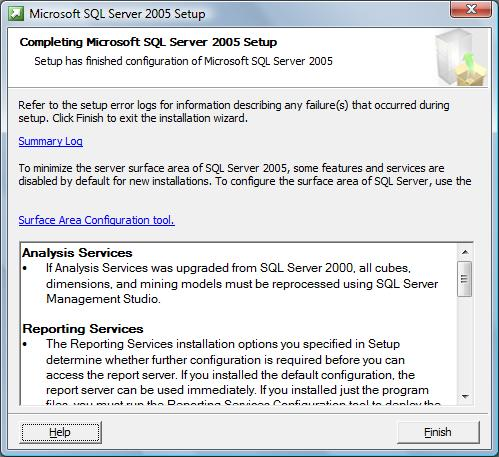 Microsoft SQL Server 2005 Setup
Completing Microsoft SQL Server 2005 Setup
Setup has finished configuration of Microsoft SQL Server 2005
Refer to the setup error logs for information describing any failure(s) that occurred during
setup. Click Finish to exit the installation wizard.
Summary Log
To minimize the server surface area of SQL Server 2005, some features and services are
disabled by default for new installations. To configure the surface area of SQL Server, use the
Surface Area Configuration tool.
Analysis Services
• If Analysis Services was upgraded from SQL Server 2000, all cubes,
dimensions, and mining models must be reprocessed using SQL Server
Management Studio.
Reporting Services
• The Reporting Services installation options you specified in Setup
determine whether further configuration is required before you can
access the report server. If you installed the default configuration, the
report server can be used immediately. If you installed just the program
files, you must run the Reporting Services Configuration tool to deploy the
Help
Finish